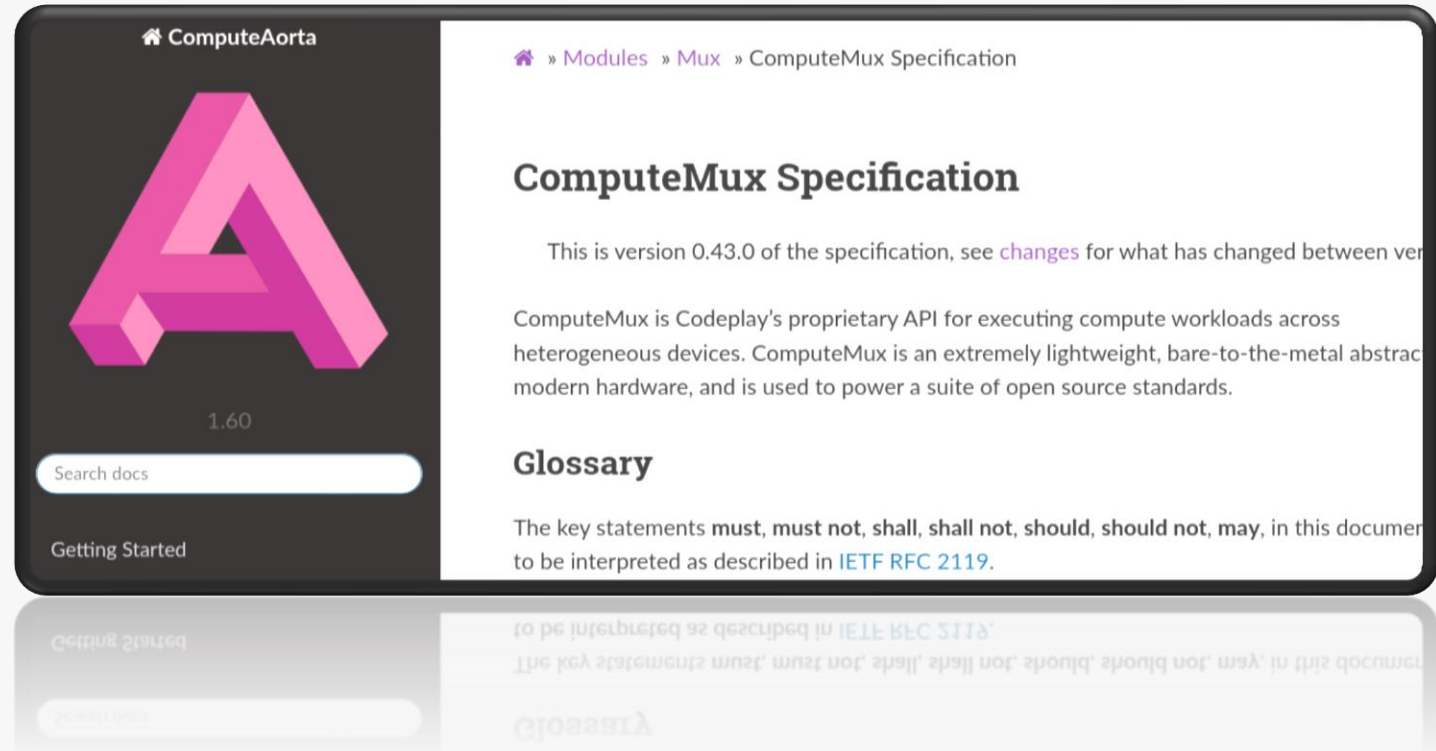 ComputeAorta
1.60
Search docs
Getting Started
» Modules » Mux » ComputeMux Specification
ComputeMux Specification
This is version 0.43.0 of the specification, see changes for what has changed between ver
ComputeMux is Codeplay’s proprietary API for executing compute workloads across
heterogeneous devices. ComputeMux is an extremely lightweight, bare-to-the-metal abstrac
modern hardware, and is used to power a suite of open source standards.
Glossary
The key statements must, must not, shall, shall not, should, should not, may, in this documen
to be interpreted as described in IETF RFC 2119.